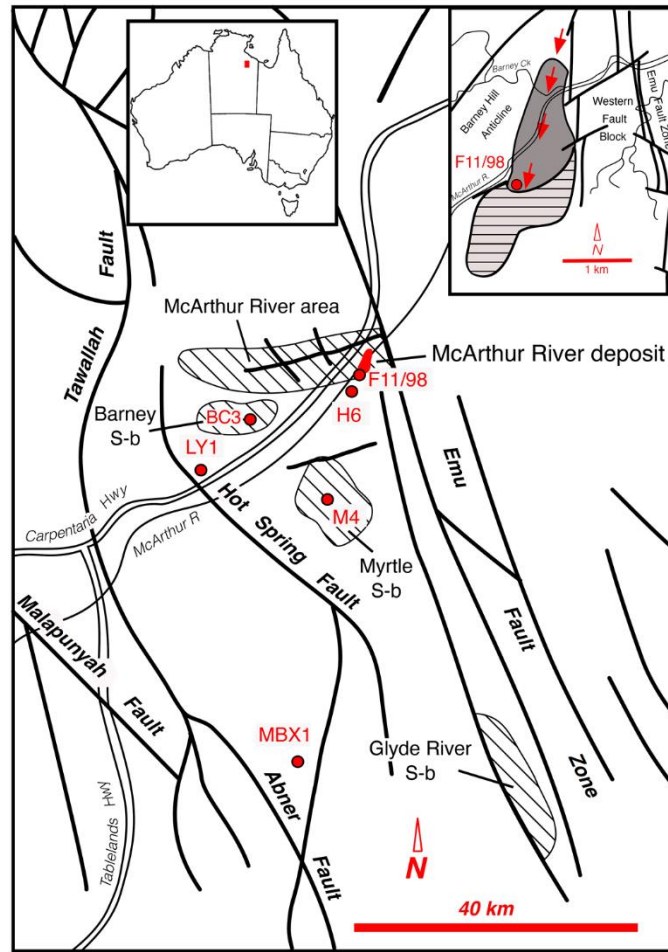 Barney Ck
Barney Hill
Anticline
Western
Fault
Block
Emu
Fault Zone
F11/98
McArthur R.
N
1 km
Tawallah
Fault
McArthur River area
McArthur River deposit
F11/98
H6
Barney
S-b
BC3
LY1
M4
Myrtle
S-b
Carpentaria Hwy
McArthur R
Hot Spring Fault
Emu
Fault
Zone
Malapunyah
Fault
MBX1
Glyde River
S-b
Abner
Fault
Tablelands Hwy
N
40 km